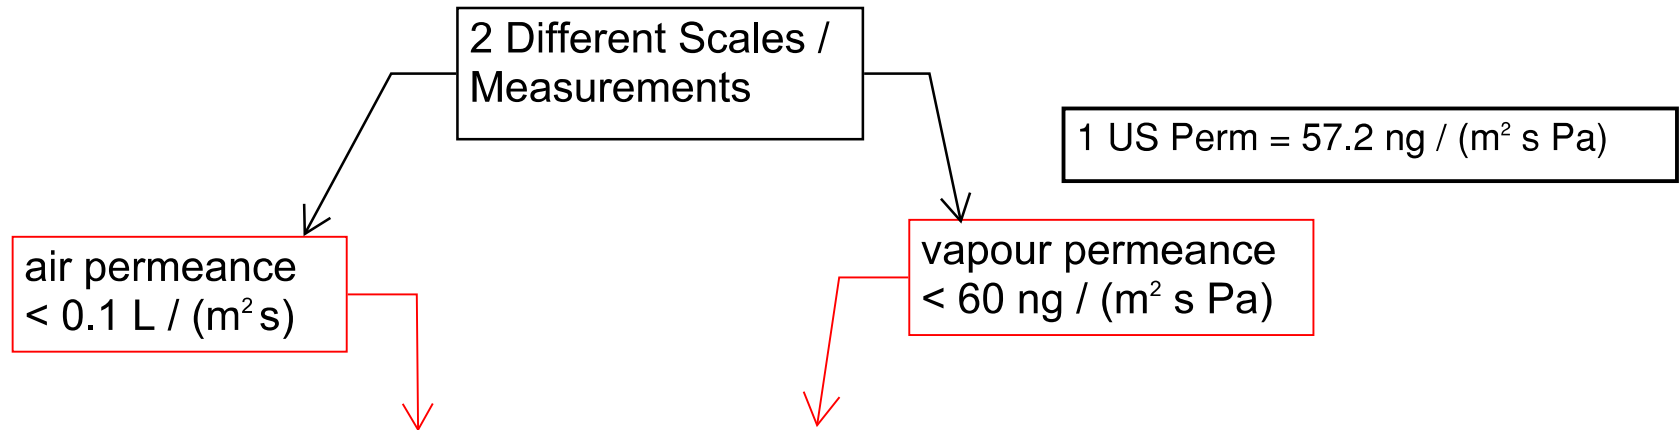 2 Different Scales /
Measurements
1 US Perm = 57.2 ng / (m² s Pa)
air permeance
< 0.1 L / (m² s)
vapour permeance
< 60 ng / (m² s Pa)